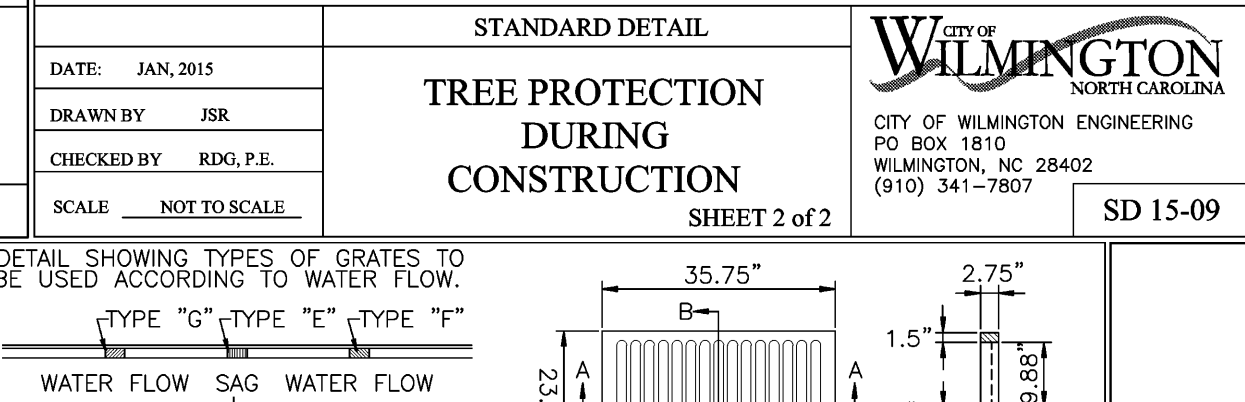 STANDARD DETAIL
DATE: JAN, 2015
DRAWN BY JSR
CHECKED BY RDG, P.E.
SCALE NOT TO SCALE
TREE PROTECTION
DURING
CONSTRUCTION
SHEET 2 of 2
CITY OF
WILMINGTON
NORTH CAROLINA
CITY OF WILMINGTON ENGINEERING
PO BOX 1810
WILMINGTON, NC 28402
(910) 341-7807
SD 15-09
DETAIL SHOWING TYPES OF GRATES TO
BE USED ACCORDING TO WATER FLOW.
TYPE "G" TYPE "E" TYPE "F"
WATER FLOW SAG WATER FLOW
35.75"
B
A
A
23.
2.75"
1.5"
9.88"